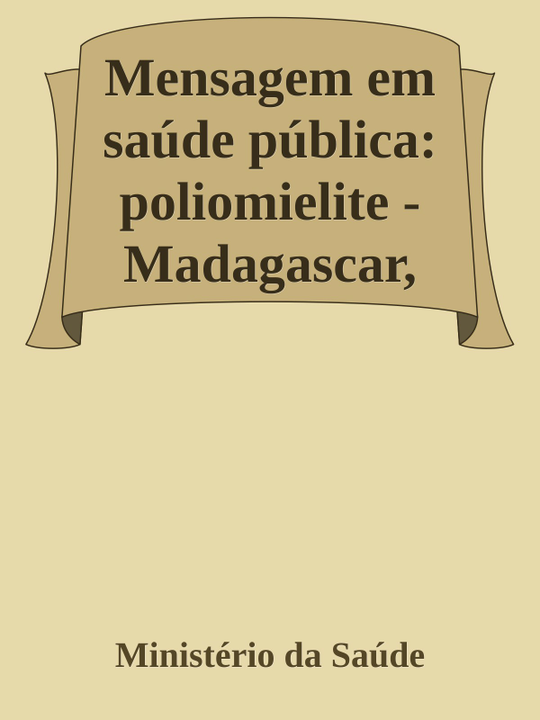 Mensagem em
saúde pública:
poliomielite -
Madagascar,
Ministério da Saúde